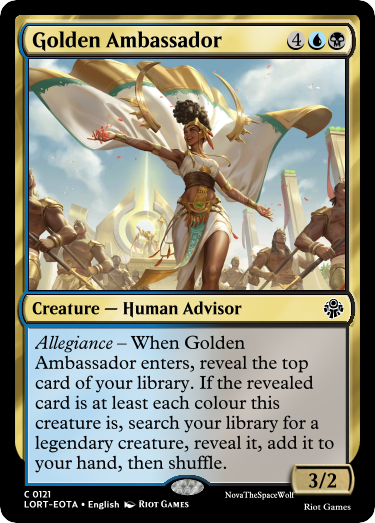 Golden Ambassador 4
Creature — Human Advisor
Allegiance – When Golden
Ambassador enters, reveal the top
card of your library. If the revealed
card is at least each colour this
creature is, search your library for a
legendary creature, reveal it, add it to
your hand, then shuffle.
3/2
C 0121
LORT-EOTA • English Riot Games
NovaTheSpaceWolf
Riot Games